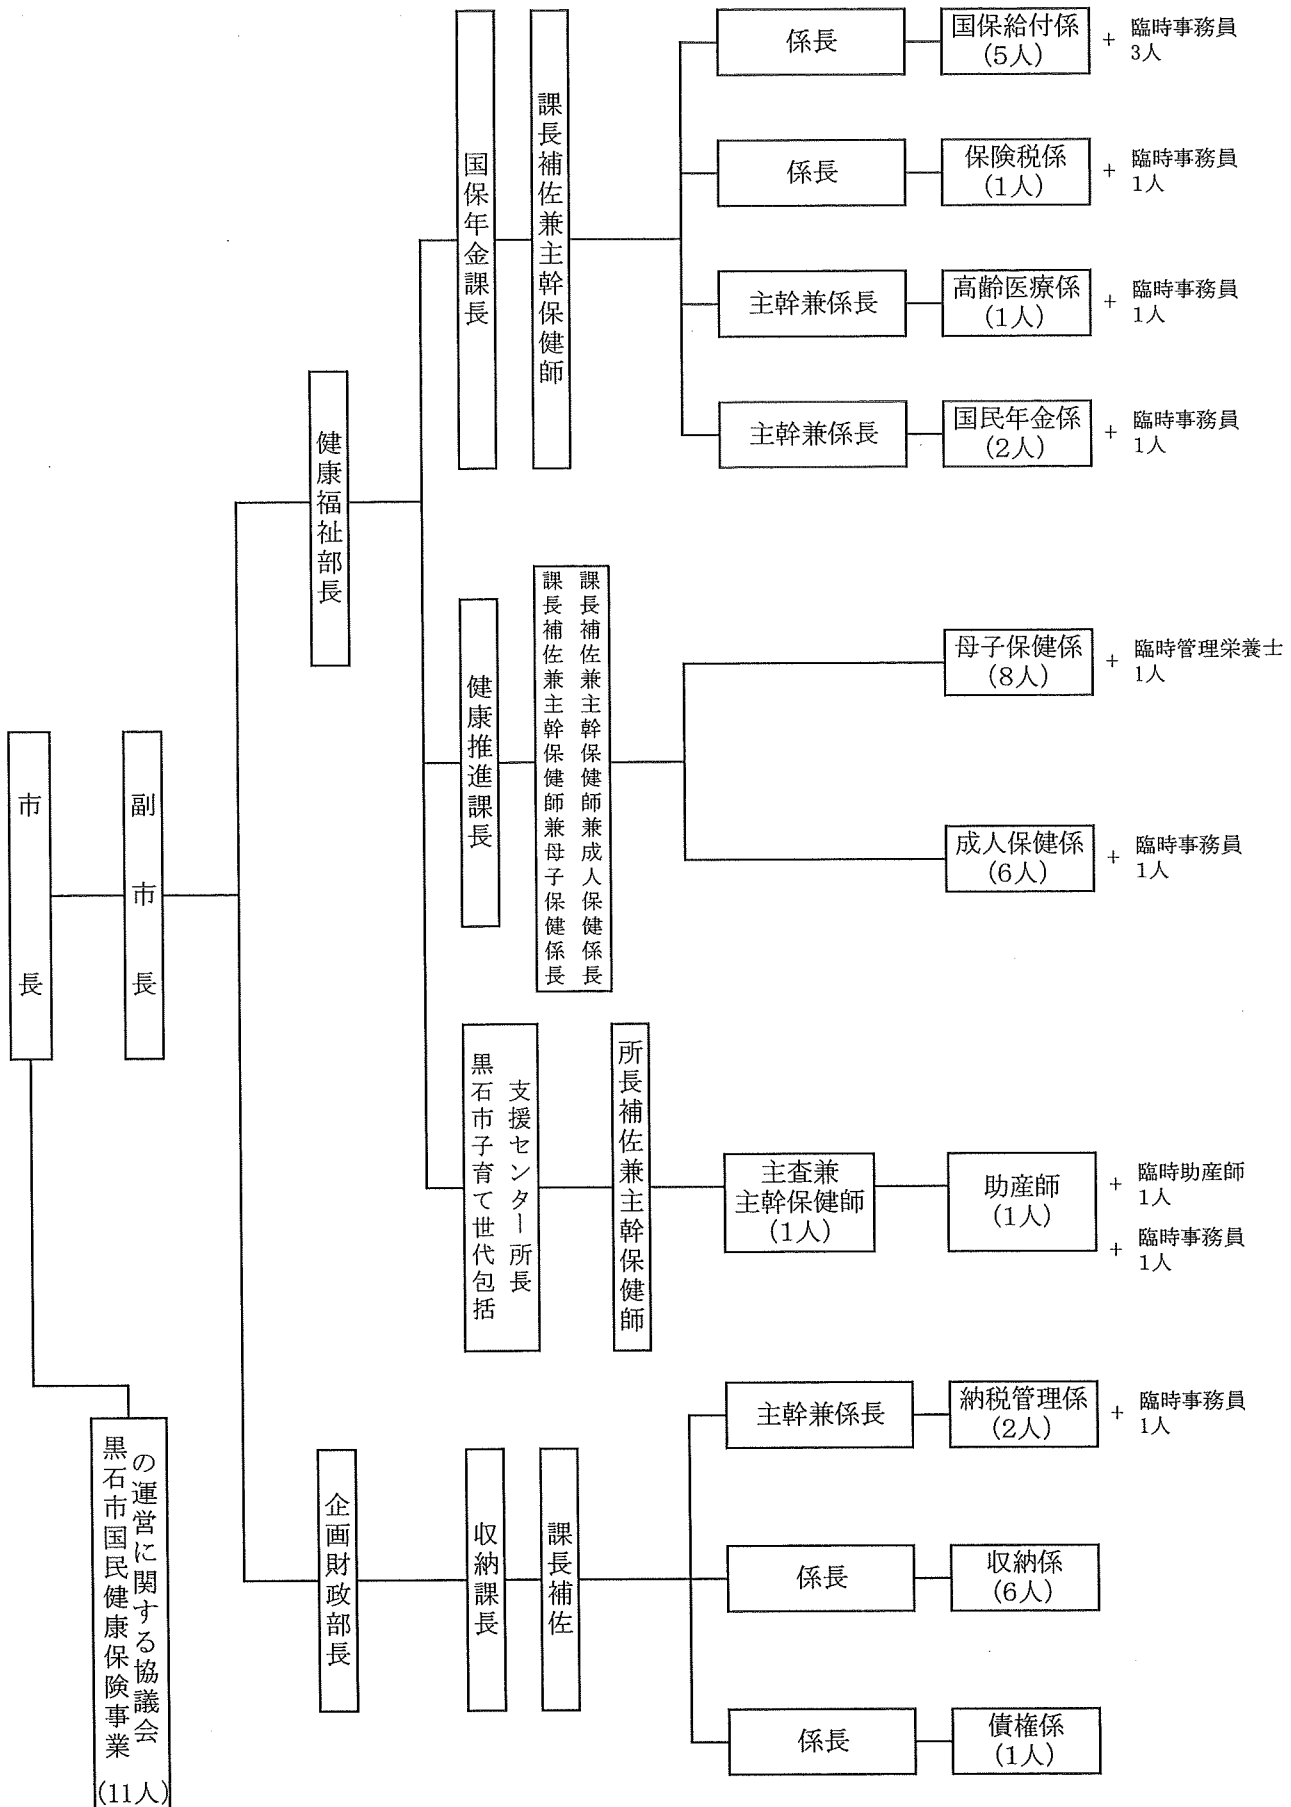 市長
副市長
黒石市国民健康保険事業
の運営に関する協議会
(11人)
健康福祉部長
国保年金課長
課長補佐兼主幹保健師
係長
国保給付係
(5人)
+
臨時事務員
3人
係長
保険税係
(1人)
+
臨時事務員
1人
主幹兼係長
高齢医療係
(1人)
+
臨時事務員
1人
主幹兼係長
国民年金係
(2人)
+
臨時事務員
1人
健康推進課長
課長補佐兼主幹保健師兼成人保健係長
課長補佐兼主幹保健師兼母子保健係長
母子保健係
(8人)
+
臨時管理栄養士
1人
成人保健係
(6人)
+
臨時事務員
1人
黒石市子育て世代包括
支援センター所長
所長補佐兼主幹保健師
主査兼
主幹保健師
(1人)
助産師
(1人)
+
臨時助産師
1人
+
臨時事務員
1人
企画財政部長
収納課長
課長補佐
主幹兼係長
納税管理係
(2人)
+
臨時事務員
1人
係長
収納係
(6人)
係長
債権係
(1人)